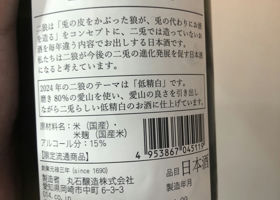 二狼は「兎の皮をかぶった狼が、兎の代わりにお酒
を造る」をコンセプトに、二兎では造っていないお
酒を毎年違う内容でお出しする日本酒です。
私たちは二狼が今後の二兎の進化発展を促す日本酒
になると考えています。
2024年の二狼のテーマは「低精白」です。
磨き80%の愛山を使い、愛山の良さを引き出し
ながら二兎らしい低精白のお酒に仕上げています。
原材料名:米(国産)・
米麹(国産米)
アルコール分:15%
【限定流通商品】
4 953867 045119
創業元禄三年 (since 1690)
丸石醸造株式会社
愛知県岡崎市中町6-3-3
品目 日本酒
製造年月